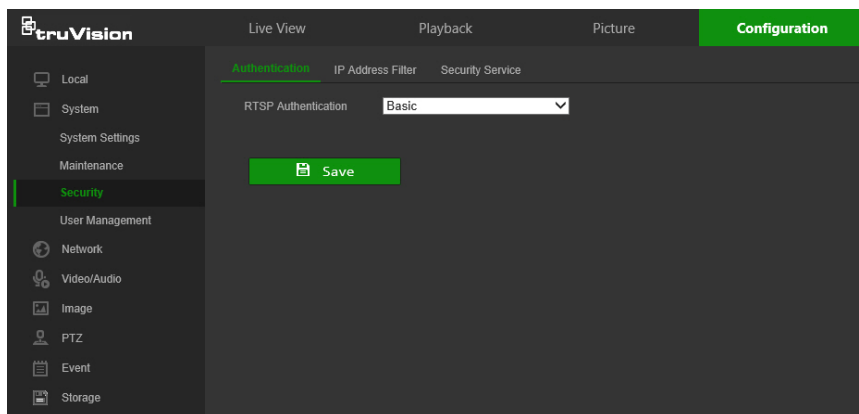 truVision Live View Playback Picture Configuration
Authentication IP Address Filter Security Service
Local
RTSP Authentication Basic
System
System Settings
Maintenance
Save
Security
User Management
Network
Video/Audio
Image
PTZ
Event
Storage